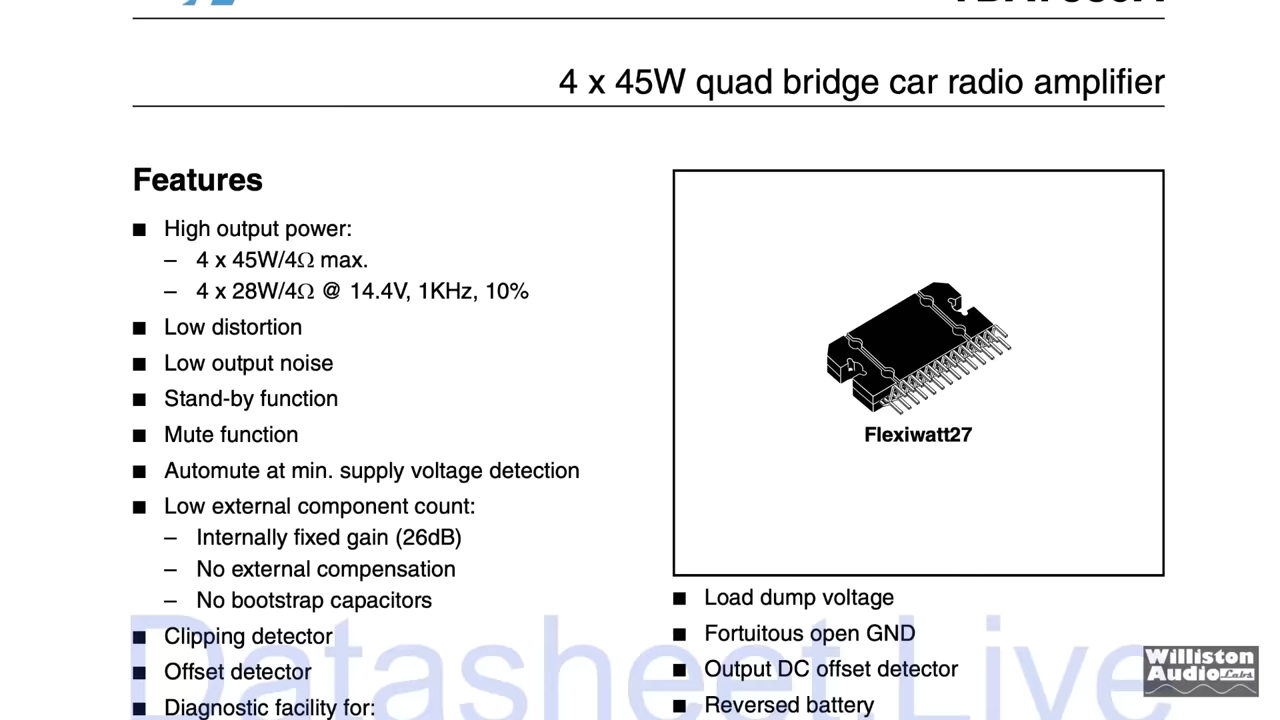 4 x 45W quad bridge car radio amplifier
Features
■ High output power:
– 4 x 45W/4Ω max.
– 4 x 28W/4Ω @ 14.4V, 1KHz, 10%
■ Low distortion
■ Low output noise
■ Stand-by function
■ Mute function
■ Automute at min. supply voltage detection
■ Low external component count:
– Internally fixed gain (26dB)
– No external compensation
– No bootstrap capacitors
■ Clipping detector
■ Offset detector
■ Diagnostic facility for:
Flexiwatt27
■ Load dump voltage
■ Fortuitous open GND
■ Output DC offset detector
■ Reversed battery
Datasheet.Live
Williston
Audio Labs